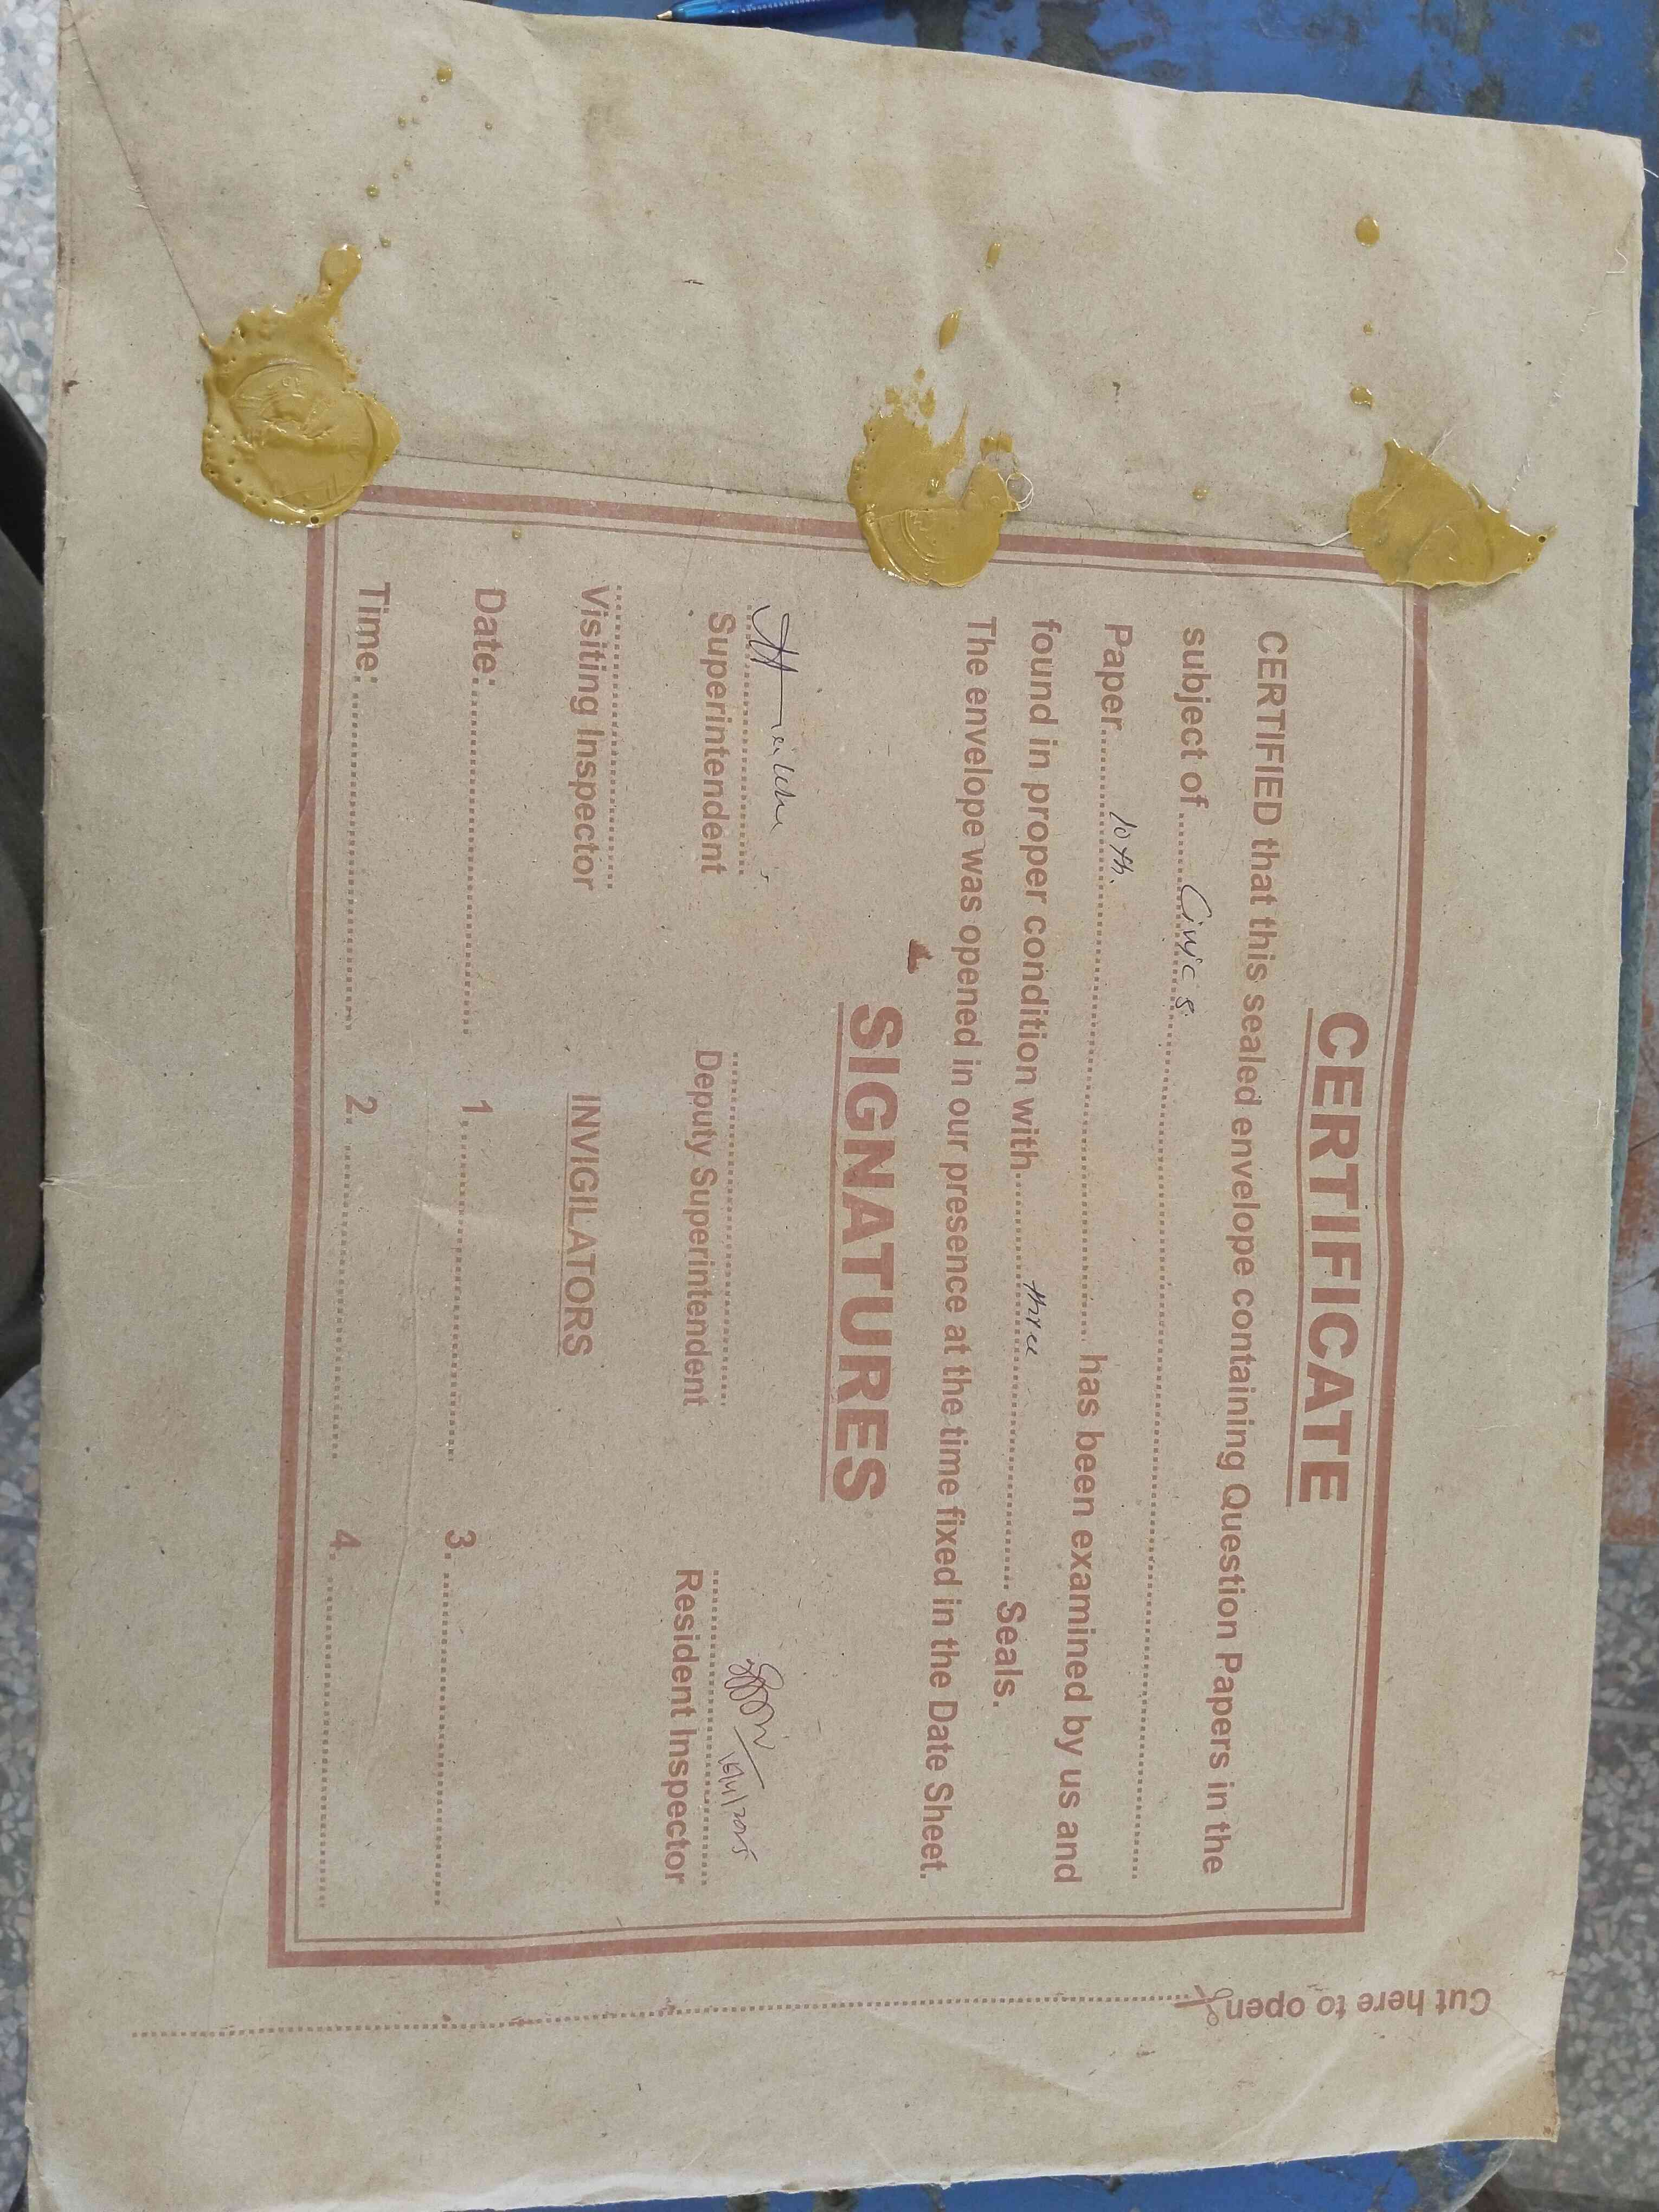 CERTIFICATE
CERTIFIED that this sealed envelope containing Question Papers in the
subject of.......Civics..............................
Paper.....10th.............................. has been examined by us and
found in proper condition with..........three.................... Seals.
The envelope was opened in our presence at the time fixed in the Date Sheet.
SIGNATURES
Superintendent Deputy Superintendent Resident Inspector
Visiting Inspector INVIGILATORS
Date:.............................. 1............................... 3...............................
Time: .............................. 2. .............................. 4. ..............................
Cut here to open